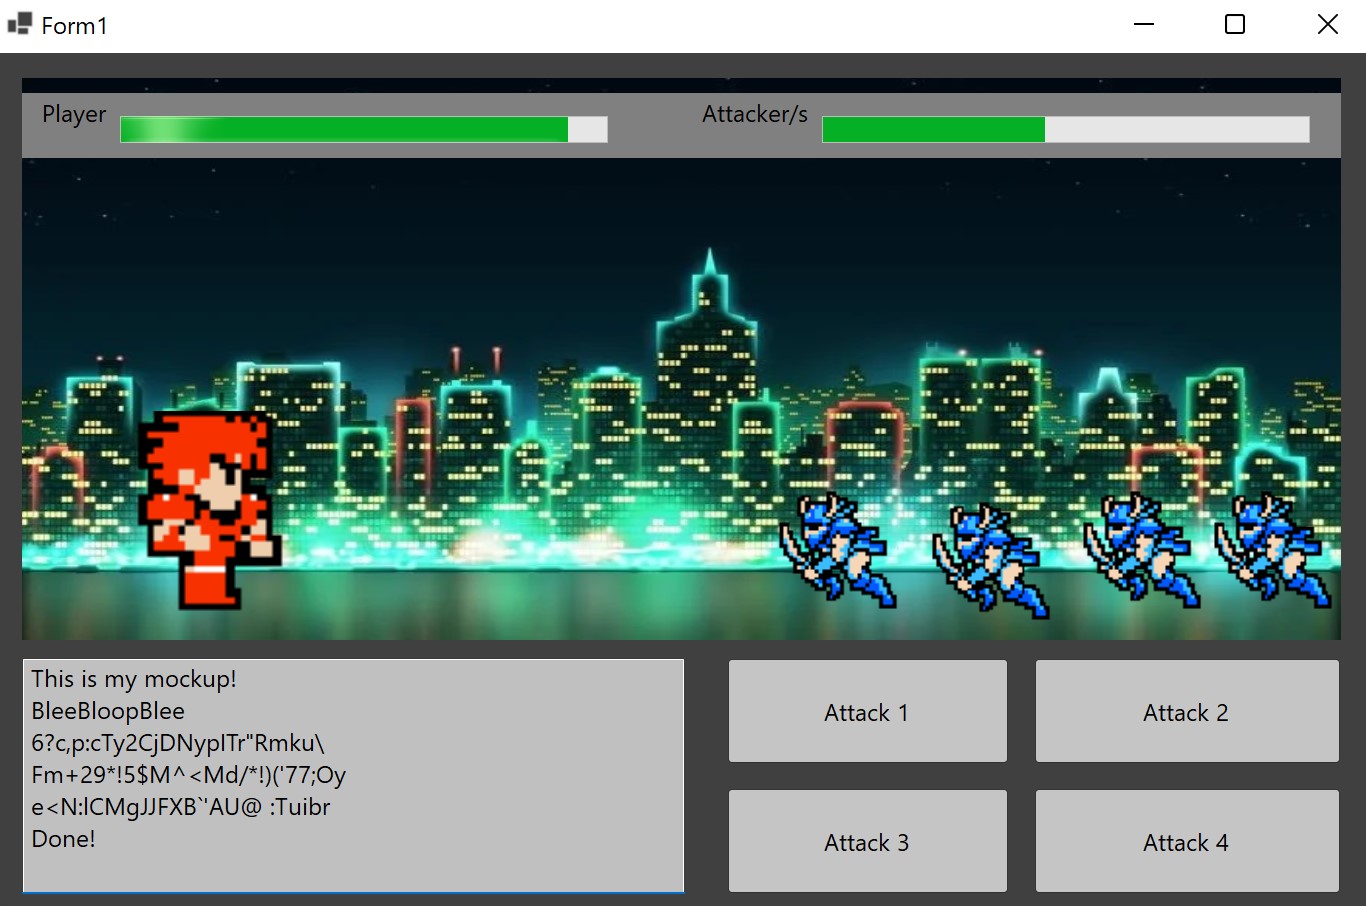 Form1
Player
Attacker/s
This is my mockup!
BleeBloopBlee
6?c,p:cTy2CjDNypITr"Rmku\
Fm+29*!5$M^<Md/*!)('77;Oy
e<N:lCMgJJFXB`'AU@ :Tuibr
Done!
Attack 1
Attack 2
Attack 3
Attack 4